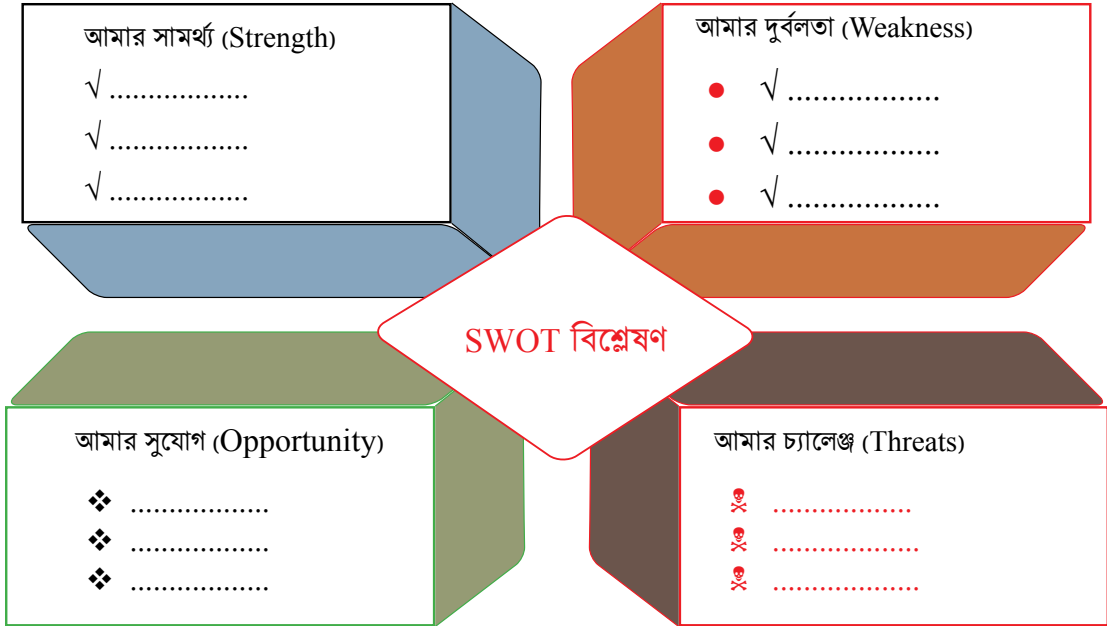 আমার সামর্থ্য (Strength)
√ ..................
√ ..................
√ ..................
আমার দুর্বলতা (Weakness)
● √ ..................
● √ ..................
● √ ..................
SWOT বিশ্লেষণ
আমার সুযোগ (Opportunity)
❖ ..................
❖ ..................
❖ ..................
আমার চ্যালেঞ্জ (Threats)
☠ .................
☠ ..................
☠ ..................